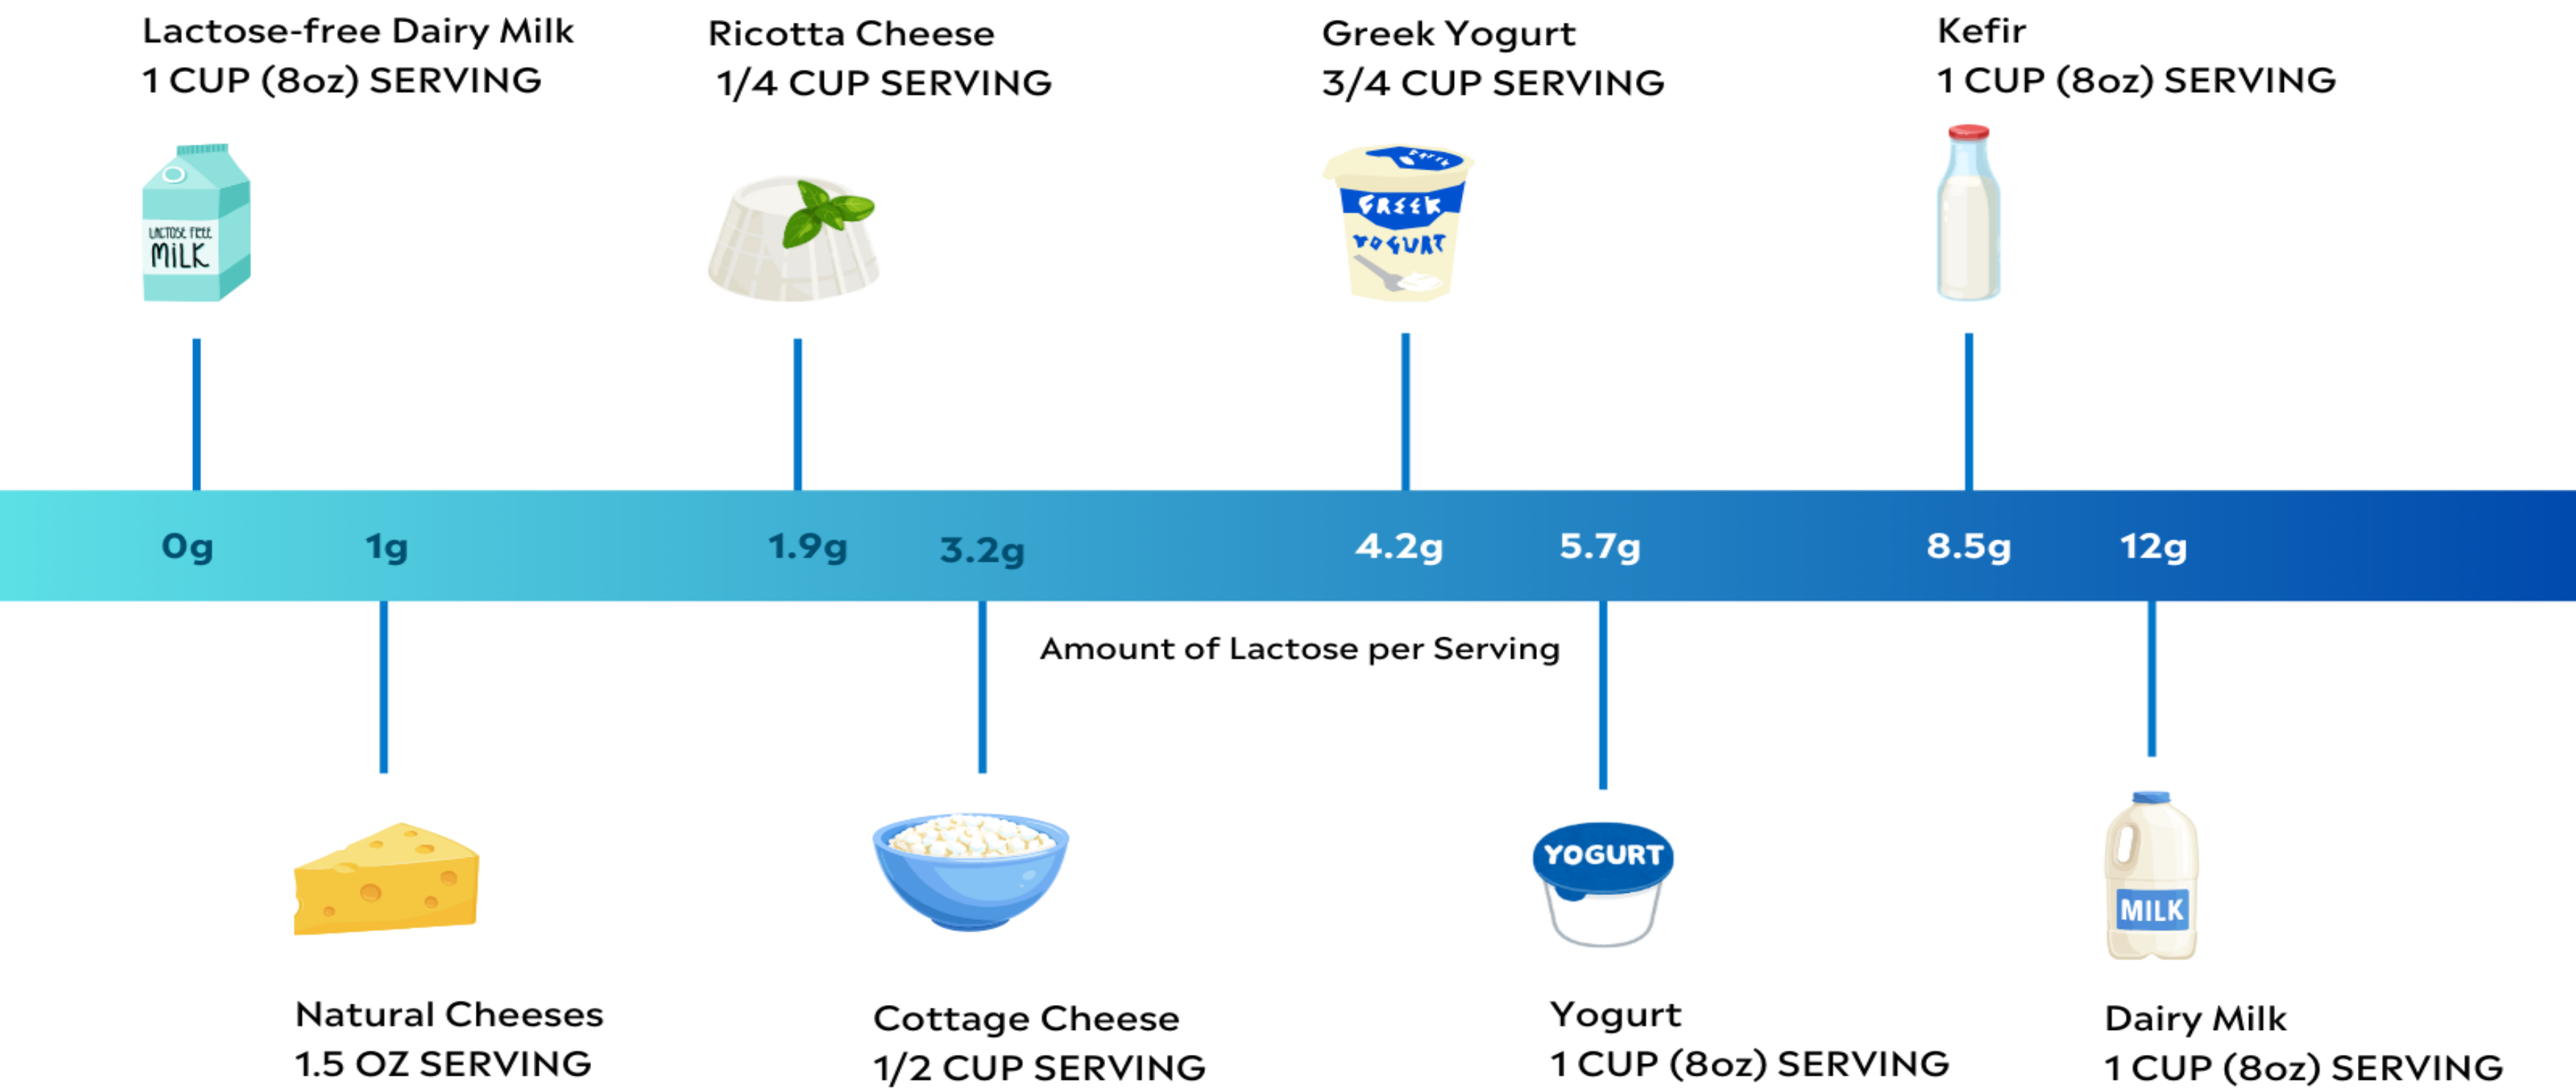 Lactose-free Dairy Milk
1 CUP (8oz) SERVING
Ricotta Cheese
1/4 CUP SERVING
Greek Yogurt
3/4 CUP SERVING
Kefir
1 CUP (8oz) SERVING
LACTOSE FREE
MILK
GREEK
YOGURT
0g
1g
1.9g
3.2g
4.2g
5.7g
8.5g
12g
Amount of Lactose per Serving
YOGURT
MILK
Natural Cheeses
1.5 OZ SERVING
Cottage Cheese
1/2 CUP SERVING
Yogurt
1 CUP (8oz) SERVING
Dairy Milk
1 CUP (8oz) SERVING